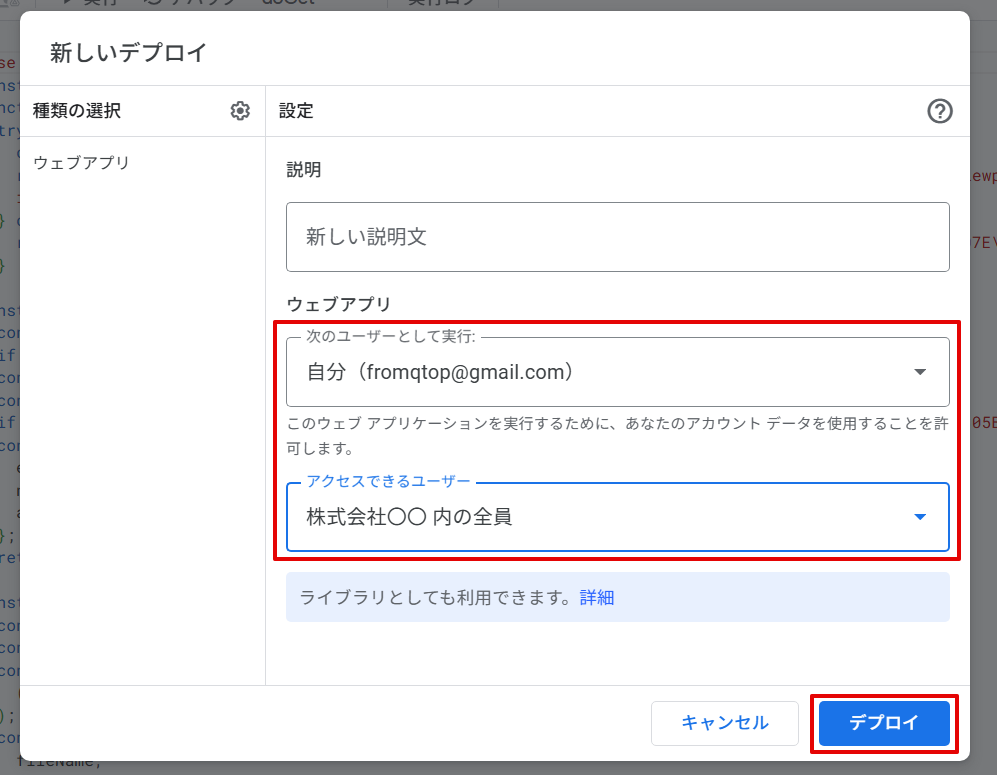 新しいデプロイ
種類の選択
設定
ウェブアプリ
説明
新しい説明文
ウェブアプリ
次のユーザーとして実行:
自分（fromqtop@gmail.com）
このウェブ アプリケーションを実行するために、あなたのアカウント データを使用することを許
可します。
アクセスできるユーザー
株式会社〇〇 内の全員
ライブラリとしても利用できます。詳細
キャンセル
デプロイ